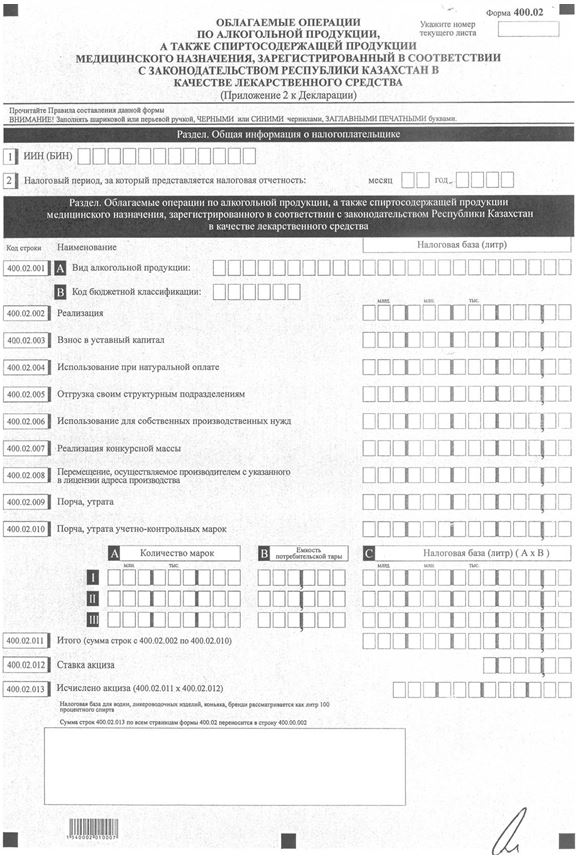 Форма 400.02
ОБЛАГАЕМЫЕ ОПЕРАЦИИ
ПО АЛКОГОЛЬНОЙ ПРОДУКЦИИ,
А ТАКЖЕ СПИРТОСОДЕРЖАЩЕЙ ПРОДУКЦИИ
МЕДИЦИНСКОГО НАЗНАЧЕНИЯ, ЗАРЕГИСТРИРОВАННЫЙ В СООТВЕТСТВИИ
С ЗАКОНОДАТЕЛЬСТВОМ РЕСПУБЛИКИ КАЗАХСТАН В
КАЧЕСТВЕ ЛЕКАРСТВЕННОГО СРЕДСТВА
(Приложение 2 к Декларации)
Укажите номер
текущего листа
Прочитайте Правила составления данной формы
ВНИМАНИЕ! Заполнять шариковой или перьевой ручкой, ЧЕРНЫМИ или СИНИМИ чернилами, ЗАГЛАВНЫМИ ПЕЧАТНЫМИ буквами.
Раздел. Общая информация о налогоплательщике
1 ИИН (БИН)
2 Налоговый период, за который представляется налоговая отчетность: месяц год
Раздел. Облагаемые операции по алкогольной продукции, а также спиртосодержащей продукции
медицинского назначения, зарегистрированного в соответствии с законодательством Республики Казахстан
в качестве лекарственного средства
Код строки Наименование Налоговая база (литр)
400.02.001 A Вид алкогольной продукции:
B Код бюджетной классификации:
млрд. млн. тыс.
400.02.002 Реализация
400.02.003 Взнос в уставный капитал
400.02.004 Использование при натуральной оплате
400.02.005 Отгрузка своим структурным подразделениям
400.02.006 Использование для собственных производственных нужд
400.02.007 Реализация конкурсной массы
400.02.008 Перемещение, осуществляемое производителем с указанного
в лицензии адреса производства
400.02.009 Порча, утрата
400.02.010 Порча, утрата учетно-контрольных марок
A Количество марок B Емкость
потребительской тары C Налоговая база (литр) ( A x B )
млн. тыс. млрд. млн. тыс.
I
II
III
400.02.011 Итого (сумма строк с 400.02.002 по 400.02.010)
400.02.012 Ставка акциза
400.02.013 Исчислено акциза (400.02.011 x 400.02.012)
Налоговая база для водки, ликероводочных изделий, коньяка, бренди рассматривается как литр 100
процентного спирта
Сумма строк 400.02.013 по всем страницам формы 400.02 переносится в строку 400.00.002
1540002010007